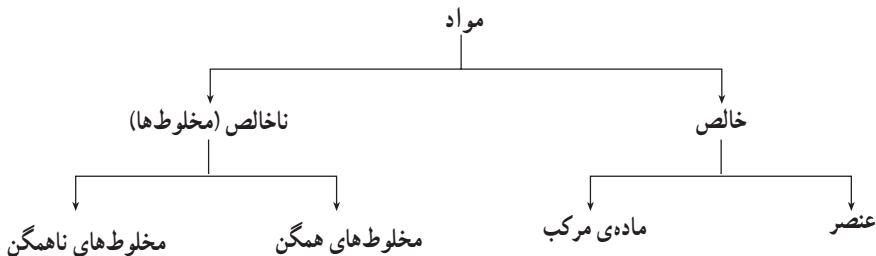 مواد
خالص
ناخالص (مخلوط‌ها)
عنصر
ماده‌ی مرکب
مخلوط‌های همگن
مخلوط‌های ناهمگن